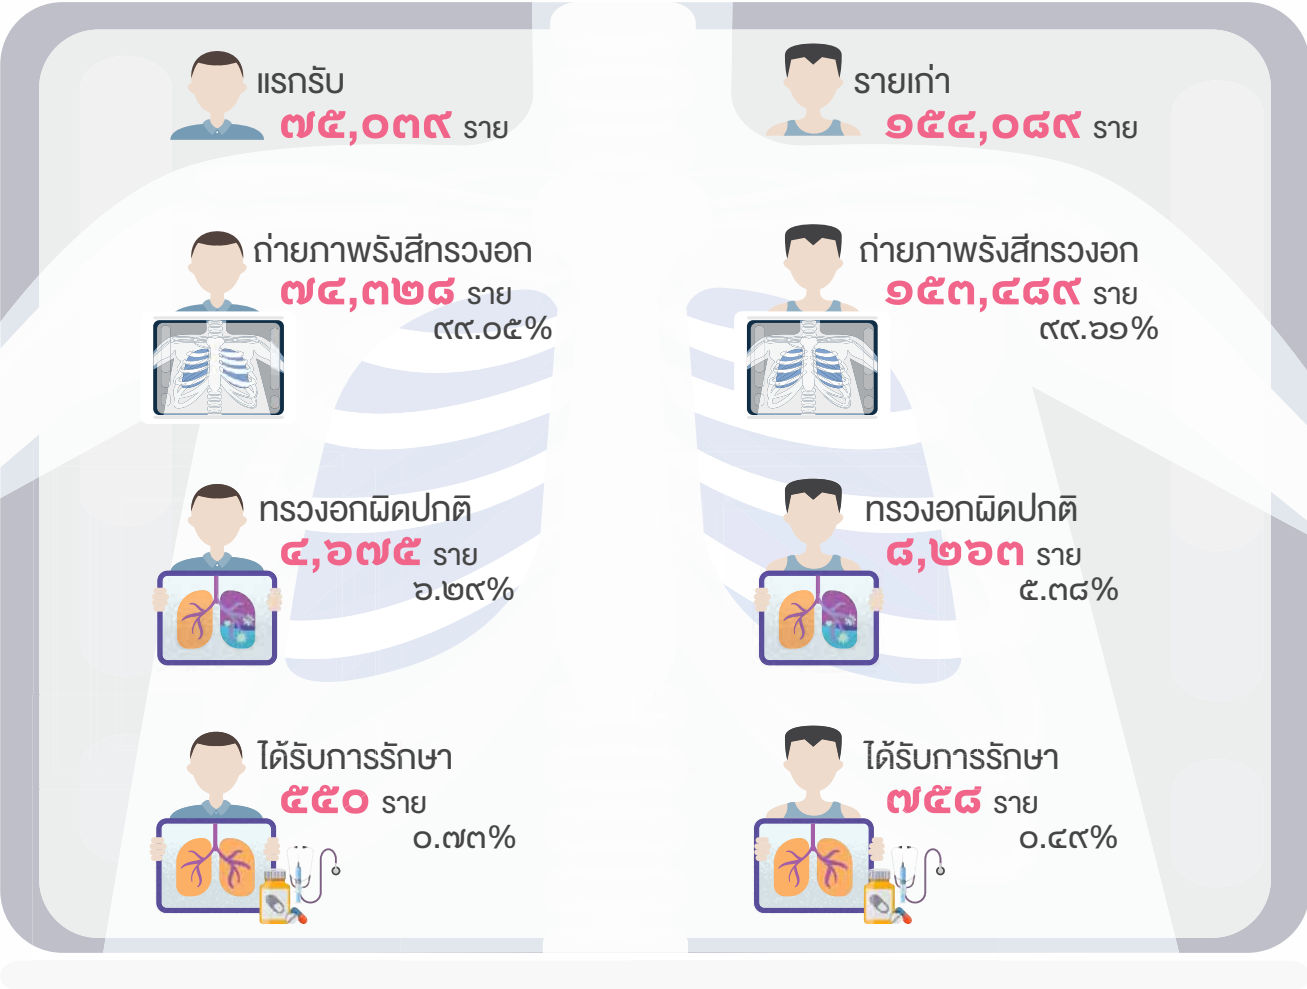 แรกรับ
๗๕,๐๓๙ ราย
ถ่ายภาพรังสีทรวงอก
๗๔,๓๒๘ ราย
๙๙.๐๕%
ทรวงอกผิดปกติ
๔,๖๗๕ ราย
๖.๒๙%
ได้รับการรักษา
๕๕๐ ราย
๐.๗๓%
รายเก่า
๑๕๔,๐๘๙ ราย
ถ่ายภาพรังสีทรวงอก
๑๕๓,๔๘๙ ราย
๙๙.๖๑%
ทรวงอกผิดปกติ
๘,๒๖๓ ราย
๕.๓๘%
ได้รับการรักษา
๗๕๘ ราย
๐.๔๙%